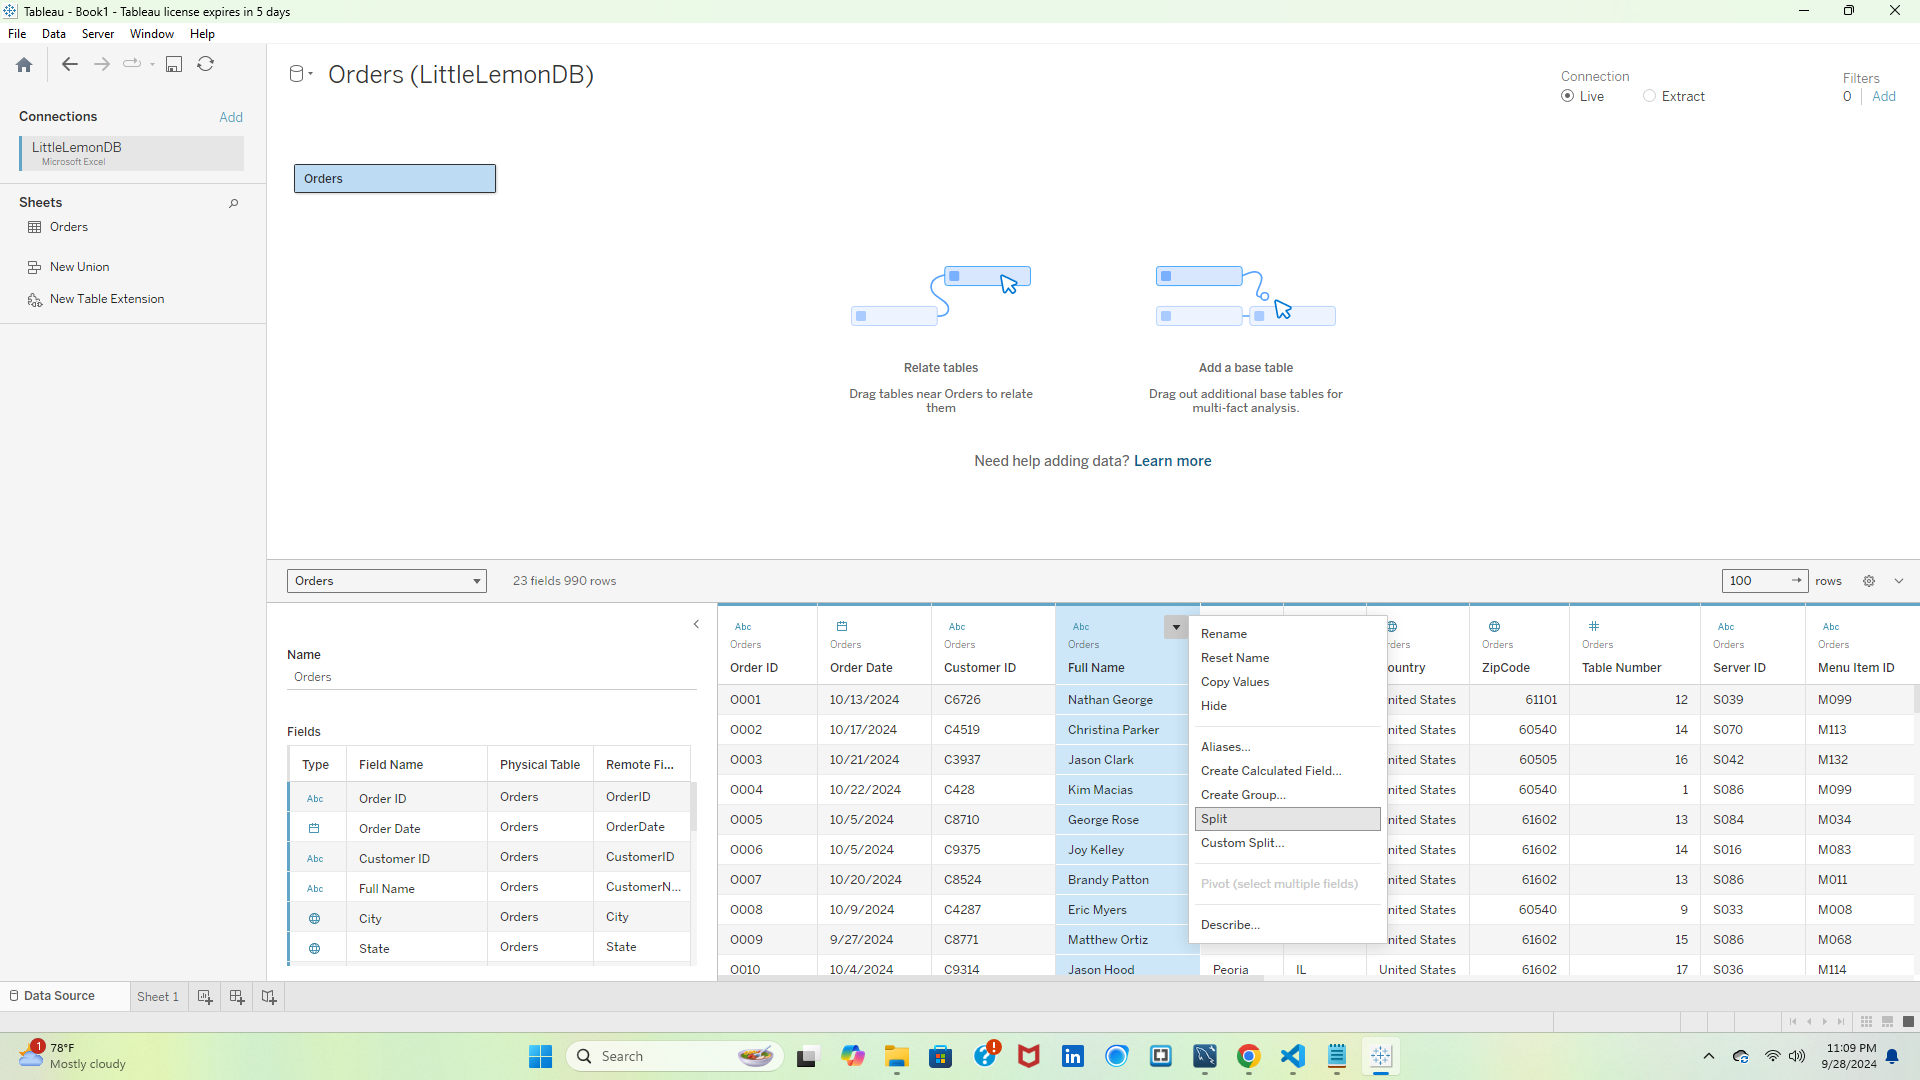 Tableau - Book1 - Tableau license expires in 5 days
File Data Server Window Help
Connections Add
LittleLemonDB
Microsoft Excel
Sheets
Orders
New Union
New Table Extension
Orders (LittleLemonDB)
Connection
Live Extract
Filters
0 Add
Orders
Relate tables
Drag tables near Orders to relate
them
Add a base table
Drag out additional base tables for
multi-fact analysis.
Need help adding data? Learn more
Orders 23 fields 990 rows 100 rows
Name
Orders
Fields
Type Field Name Physical Table Remote Fi...
Abc Order ID Orders OrderID
Order Date Orders OrderDate
Abc Customer ID Orders CustomerID
Abc Full Name Orders CustomerN...
City Orders City
State Orders State
Abc Abc Abc # Abc Abc
Orders Orders Orders Orders rders Orders Orders Orders Orders
Order ID Order Date Customer ID Full Name ountry ZipCode Table Number Server ID Menu Item ID
O001 10/13/2024 C6726 Nathan George nited States 61101 12 S039 M099
O002 10/17/2024 C4519 Christina Parker nited States 60540 14 S070 M113
O003 10/21/2024 C3937 Jason Clark nited States 60505 16 S042 M132
O004 10/22/2024 C428 Kim Macias nited States 60540 1 S086 M099
O005 10/5/2024 C8710 George Rose nited States 61602 13 S084 M034
O006 10/5/2024 C9375 Joy Kelley nited States 61602 14 S016 M083
O007 10/20/2024 C8524 Brandy Patton nited States 61602 13 S086 M011
O008 10/9/2024 C4287 Eric Myers nited States 60540 9 S033 M008
O009 9/27/2024 C8771 Matthew Ortiz nited States 61602 15 S086 M068
O010 10/4/2024 C9314 Jason Hood Peoria IL United States 61602 17 S036 M114
Rename
Reset Name
Copy Values
Hide
Aliases...
Create Calculated Field...
Create Group...
Split
Custom Split...
Pivot (select multiple fields)
Describe...
Data Source Sheet 1
1
78°F
Mostly cloudy
Search
11:09 PM
9/28/2024